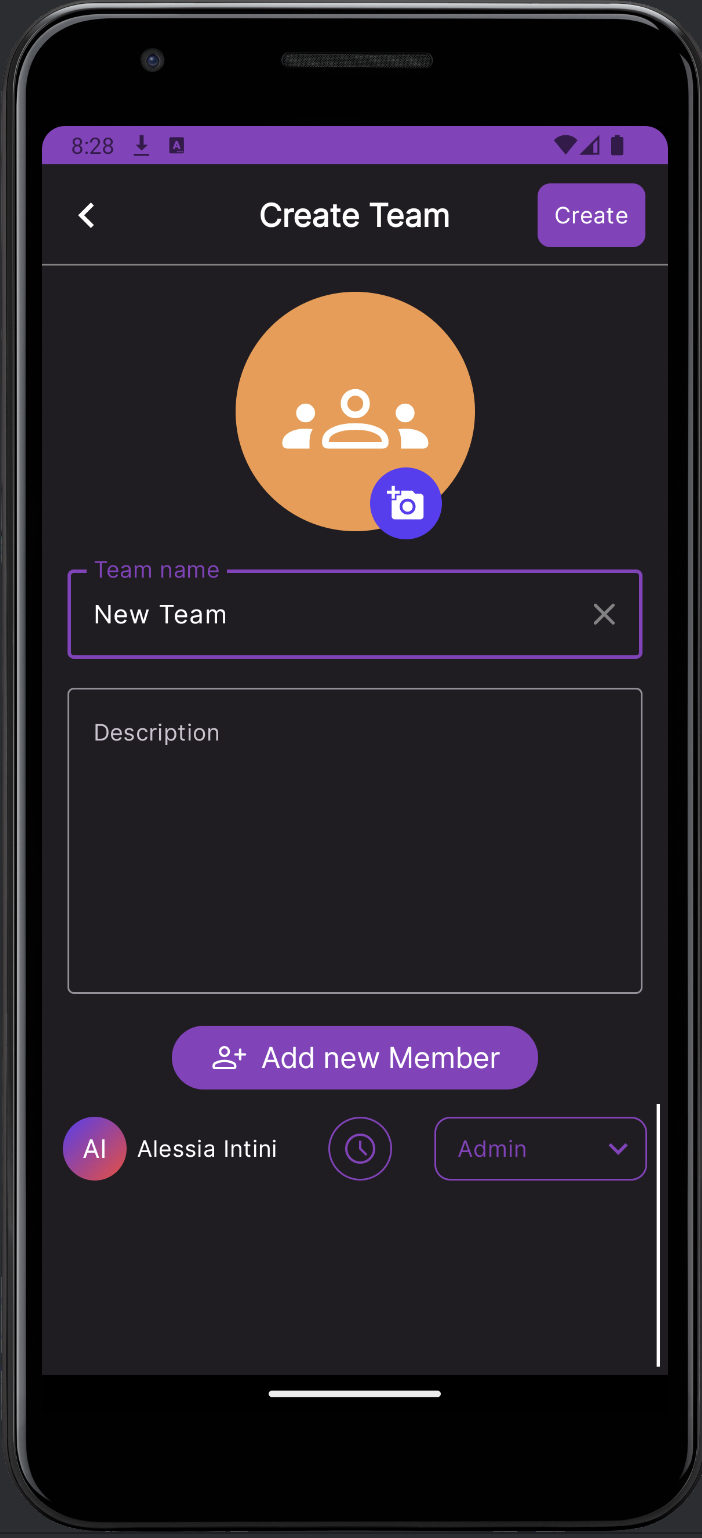 8:28 A
Create Team
Create
Team name
New Team
Description
Add new Member
AI Alessia Intini Admin